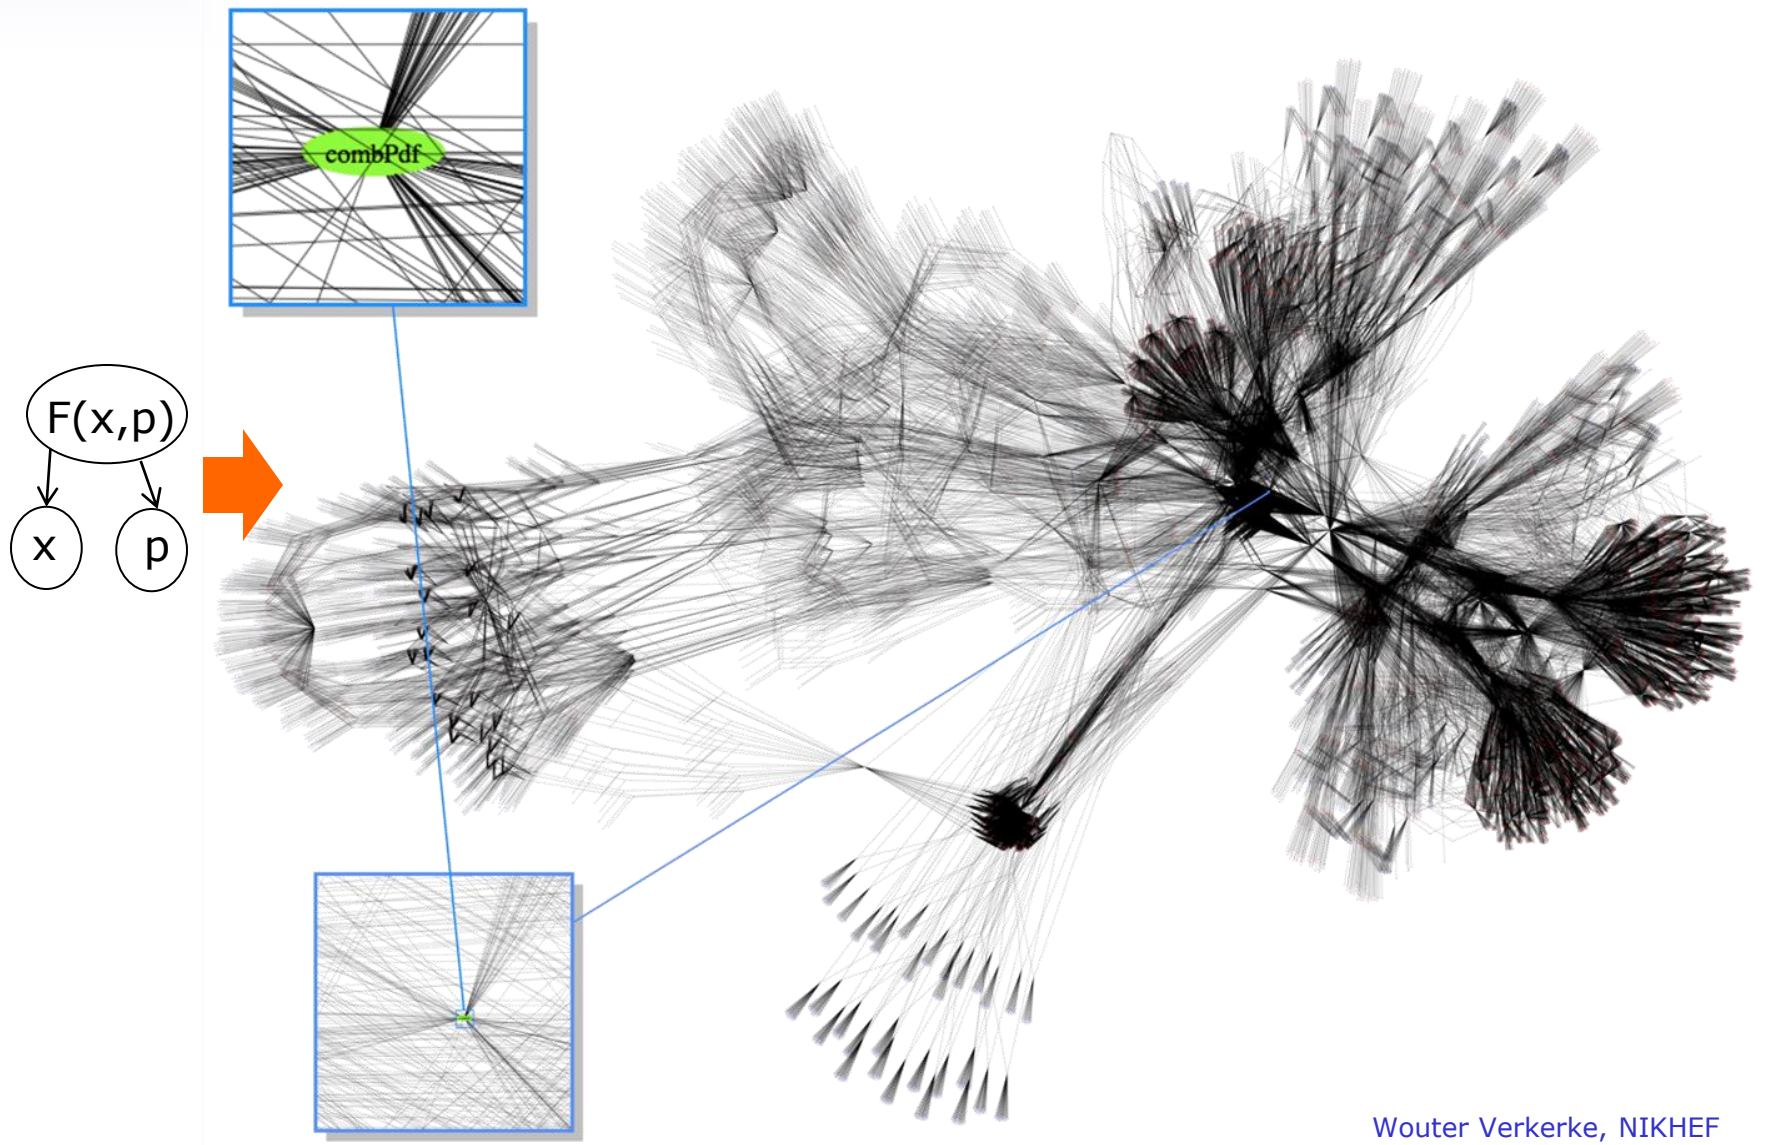 combPdf
F(x,p)
x
p
Wouter Verkerke, NIKHEF